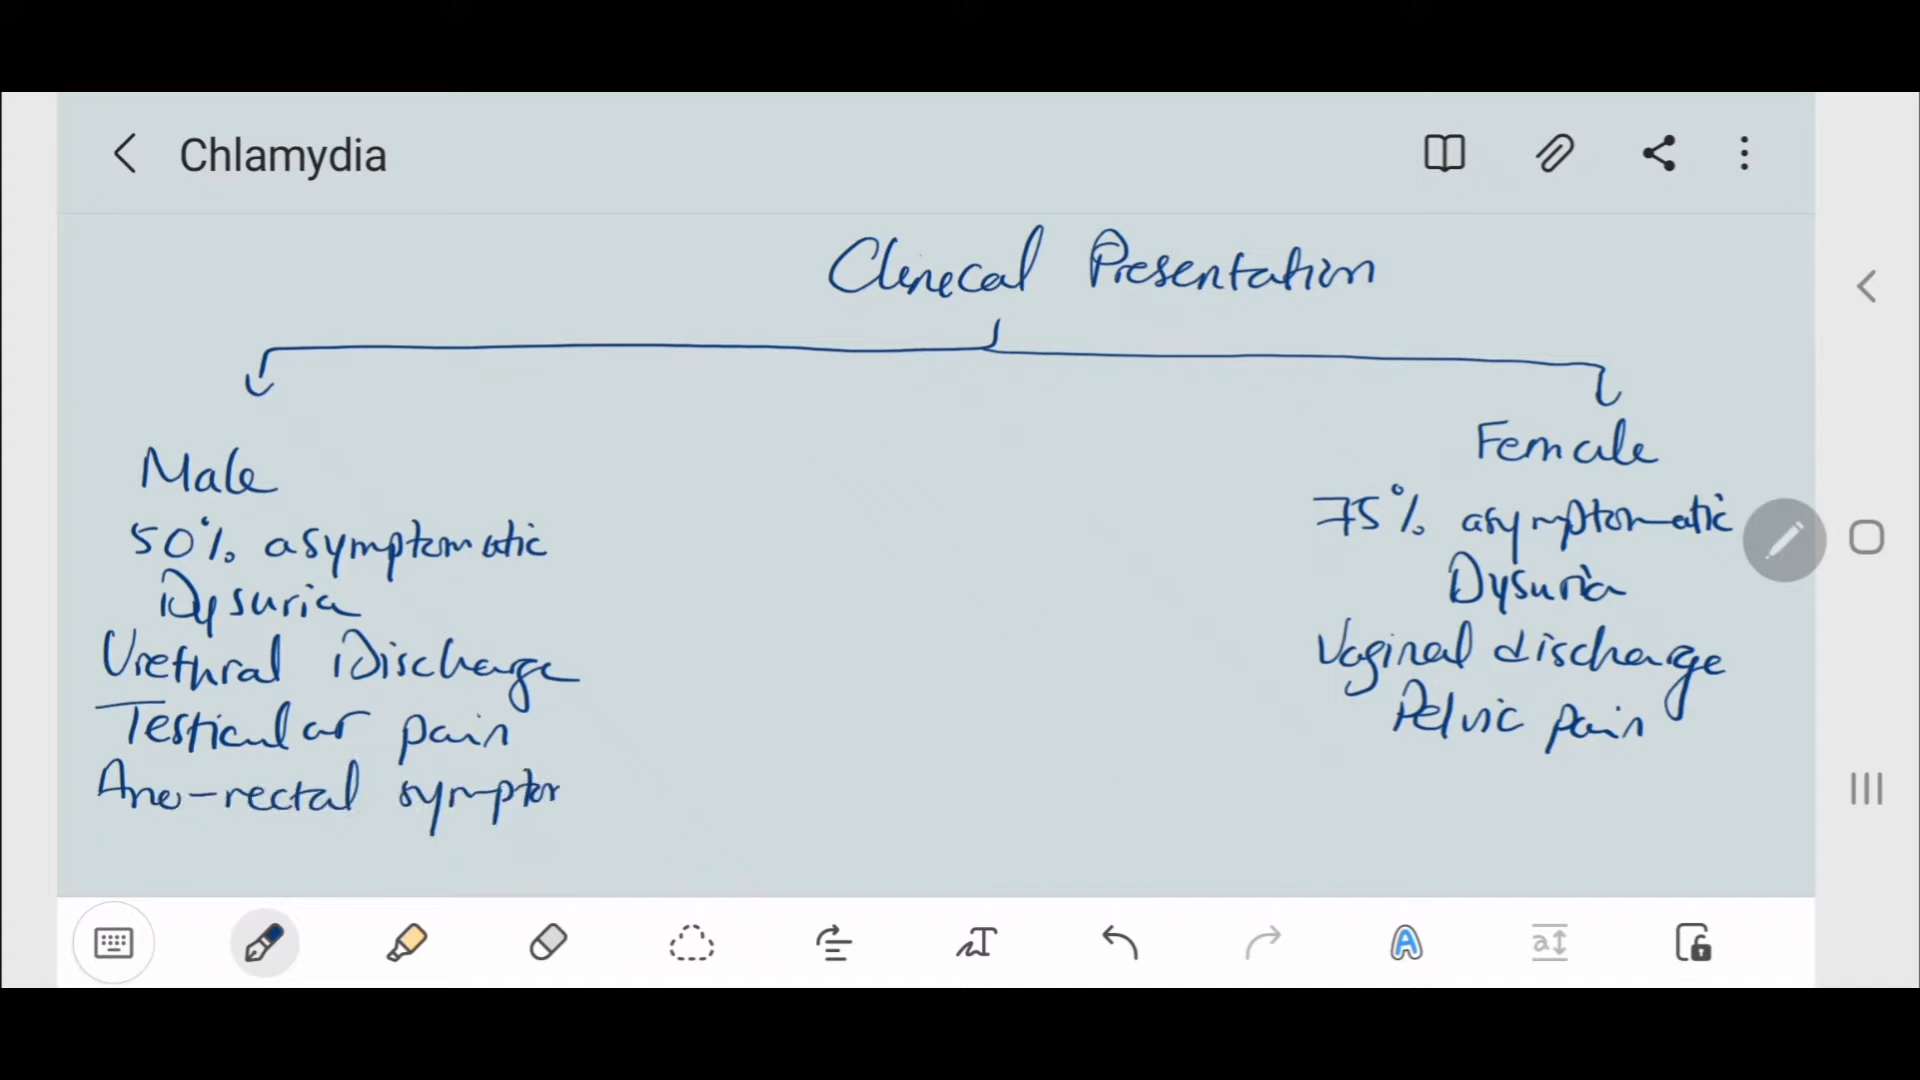 Chlamydia
Clinical Presentation
Male
50% asymptomatic
Dysuria
Urethral Discharge
Testicular pain
Ano-rectal symptom
Female
75% asymptomatic
Dysuria
Vaginal discharge
Pelvic pain